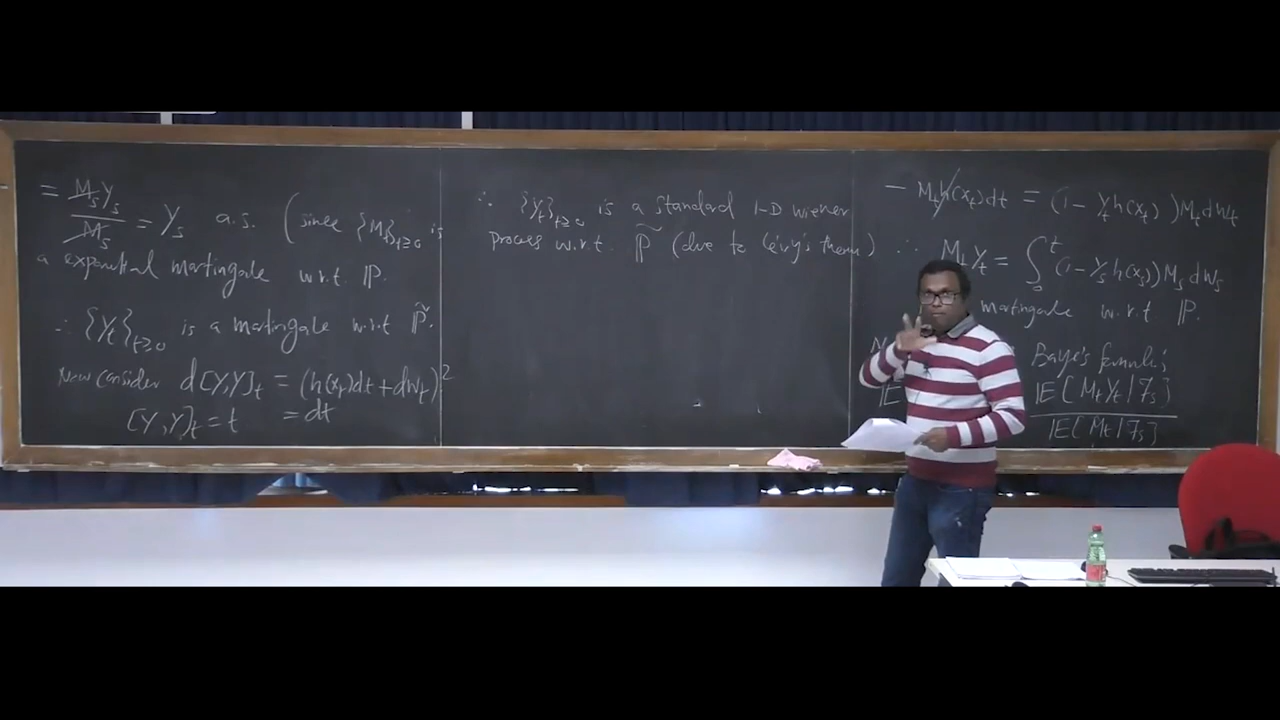 = M_s Y_s / M_s = Y_s a.s. (since {M_t}_{t≥0} is
a exponential martingale w.r.t. ℙ.
∴ {Y_t}_{t≥0} is a martingale w.r.t ℙ̃.
Now consider d[Y,Y]_t = (h(x_t)dt + dW_t)^2
[Y,Y]_t = t = dt
∴ {Y_t}_{t≥0} is a standard 1-D wiener
process w.r.t. ℙ̃ (due to Lévy's thorm)
− M_t h(x_t)dt = (1 − Y_t h(x_t))M_t dW_t
∴ M_t Y_t = ∫_0^t (1 − Y_s h(x_s))M_s dW_s
martingale w.r.t. ℙ.
Baye's formula;
𝔼[M_t Y_t | ℱ_s]
𝔼[M_t | ℱ_s]